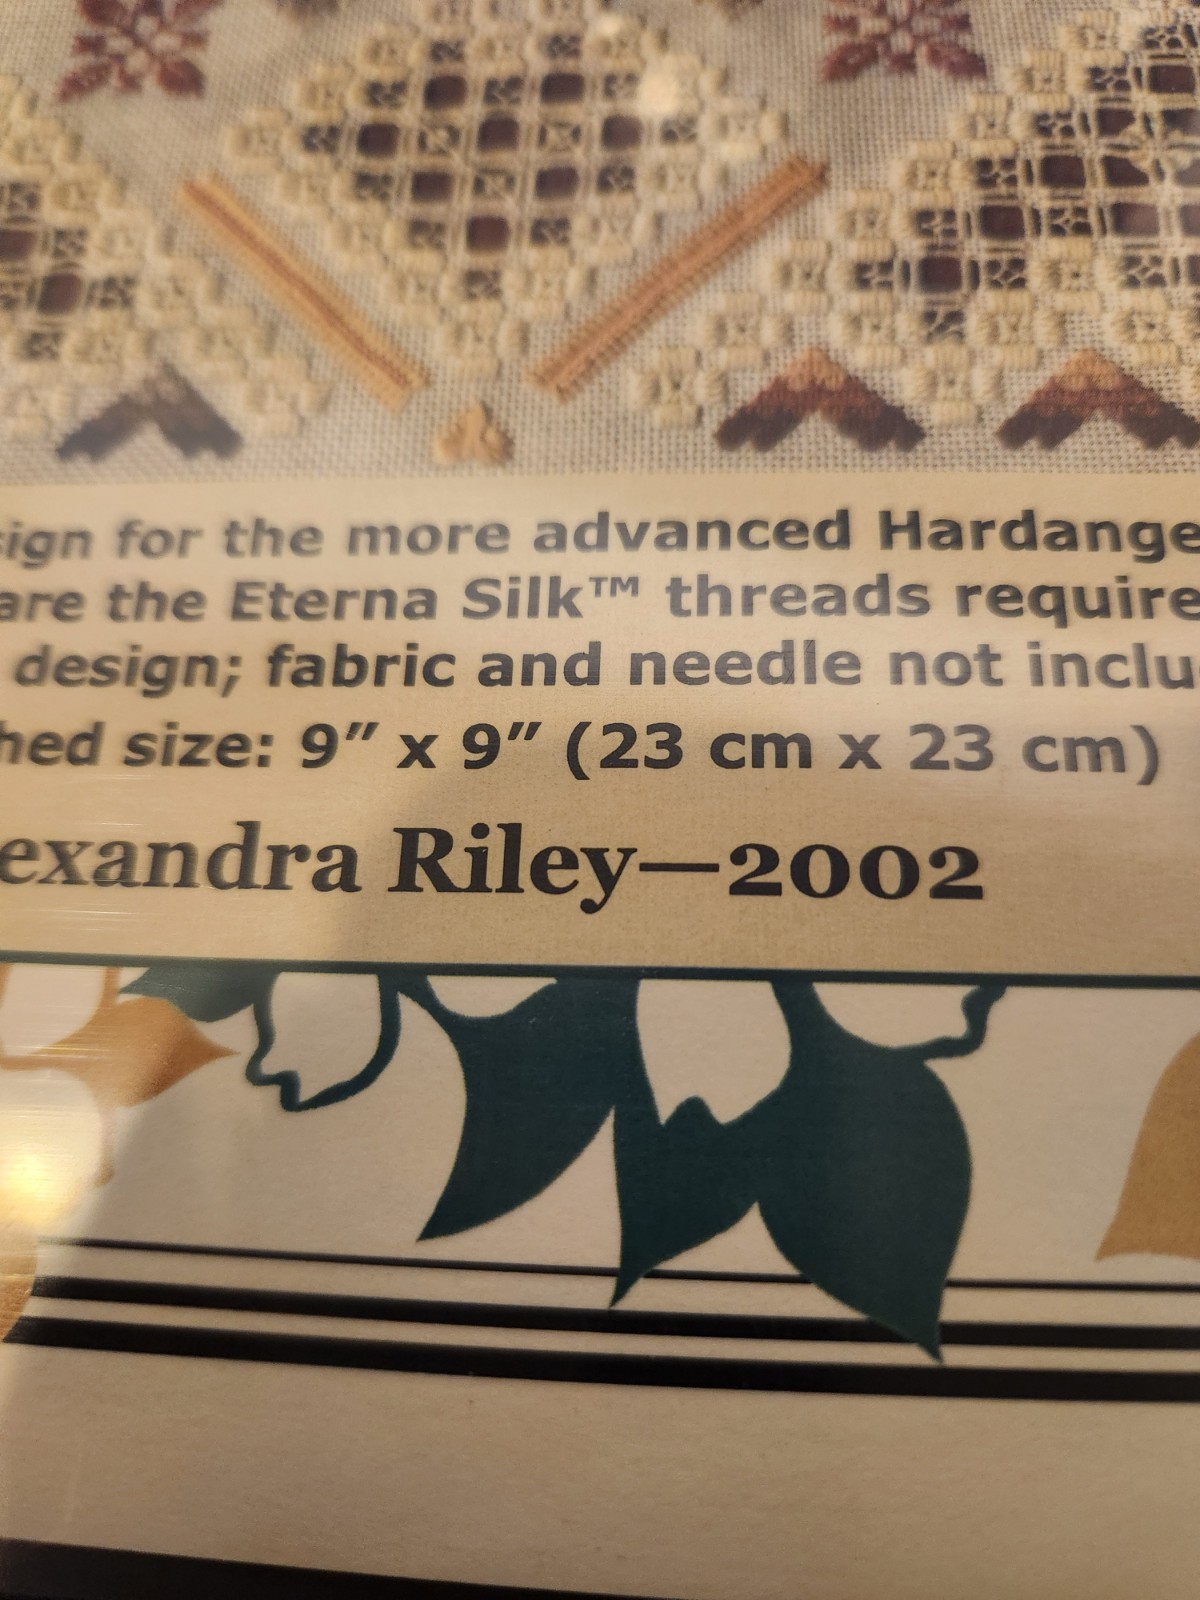 sign for the more advanced Hardange
are the Eterna Silk™ threads require
design; fabric and needle not inclu
hed size: 9” x 9” (23 cm x 23 cm)
exandra Riley—2002